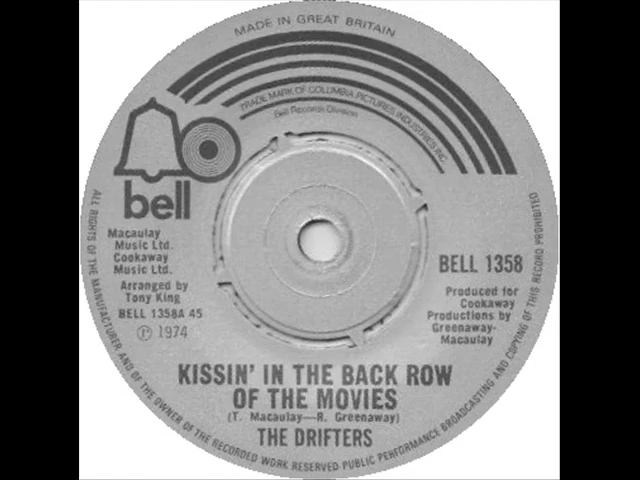 MADE IN GREAT BRITAIN
TRADE MARK OF COLUMBIA PICTURES INDUSTRIES INC.
Bell Records Division
bell
Macaulay
Music Ltd.
Cookaway
Music Ltd.
Arranged by
Tony King
BELL 1358A 45
℗ 1974
BELL 1358
Produced for
Cookaway
Productions by
Greenaway-
Macaulay
KISSIN' IN THE BACK ROW
OF THE MOVIES
(T. Macaulay—R. Greenaway)
THE DRIFTERS
ALL RIGHTS OF THE MANUFACTURER AND OF THE OWNER OF THE RECORDED WORK RESERVED PUBLIC PERFORMANCE BROADCASTING AND COPYING OF THIS RECORD PROHIBITED